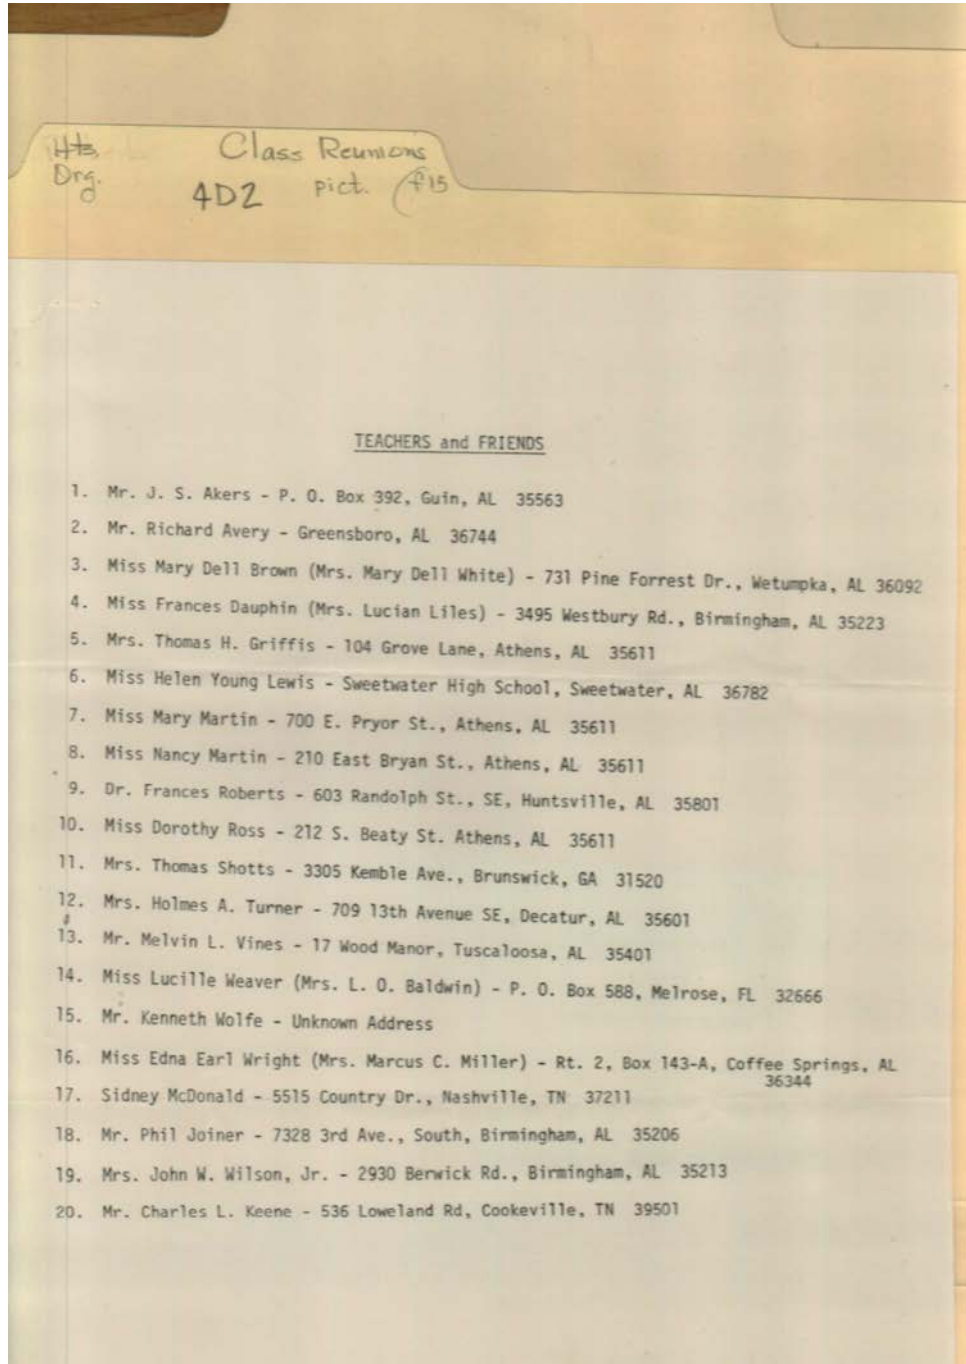 Hts. Class Reunions
Drg. 4D2 pict. f15
TEACHERS and FRIENDS
1. Mr. J. S. Akers - P. O. Box 392, Guin, AL 35563
2. Mr. Richard Avery - Greensboro, AL 36744
3. Miss Mary Dell Brown (Mrs. Mary Dell White) - 731 Pine Forrest Dr., Wetumpka, AL 36092
4. Miss Frances Dauphin (Mrs. Lucian Liles) - 3495 Westbury Rd., Birmingham, AL 35223
5. Mrs. Thomas H. Griffis - 104 Grove Lane, Athens, AL 35611
6. Miss Helen Young Lewis - Sweetwater High School, Sweetwater, AL 36782
7. Miss Mary Martin - 700 E. Pryor St., Athens, AL 35611
8. Miss Nancy Martin - 210 East Bryan St., Athens, AL 35611
9. Dr. Frances Roberts - 603 Randolph St., SE, Huntsville, AL 35801
10. Miss Dorothy Ross - 212 S. Beaty St. Athens, AL 35611
11. Mrs. Thomas Shotts - 3305 Kemble Ave., Brunswick, GA 31520
12. Mrs. Holmes A. Turner - 709 13th Avenue SE, Decatur, AL 35601
13. Mr. Melvin L. Vines - 17 Wood Manor, Tuscaloosa, AL 35401
14. Miss Lucille Weaver (Mrs. L. O. Baldwin) - P. O. Box 588, Melrose, FL 32666
15. Mr. Kenneth Wolfe - Unknown Address
16. Miss Edna Earl Wright (Mrs. Marcus C. Miller) - Rt. 2, Box 143-A, Coffee Springs, AL
36344
17. Sidney McDonald - 5515 Country Dr., Nashville, TN 37211
18. Mr. Phil Joiner - 7328 3rd Ave., South, Birmingham, AL 35206
19. Mrs. John W. Wilson, Jr. - 2930 Berwick Rd., Birmingham, AL 35213
20. Mr. Charles L. Keene - 536 Loweland Rd, Cookeville, TN 39501